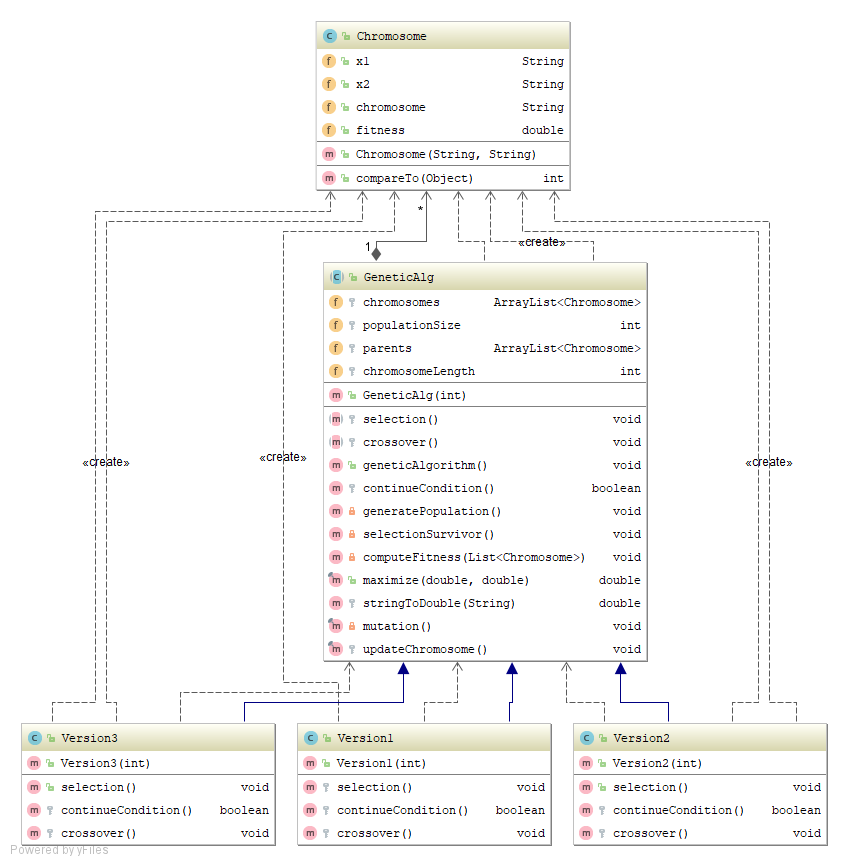 Chromosome
x1 String
x2 String
chromosome String
fitness double
Chromosome(String, String)
compareTo(Object) int
*
«create»
1
GeneticAlg
chromosomes ArrayList<Chromosome>
populationSize int
parents ArrayList<Chromosome>
chromosomeLength int
GeneticAlg(int)
selection() void
crossover() void
geneticAlgorithm() void
continueCondition() boolean
generatePopulation() void
selectionSurvivor() void
computeFitness(List<Chromosome>) void
maximize(double, double) double
stringToDouble(String) double
mutation() void
updateChromosome() void
«create»
«create»
«create»
Version3
Version3(int)
selection() void
continueCondition() boolean
crossover() void
Version1
Version1(int)
selection() void
continueCondition() boolean
crossover() void
Version2
Version2(int)
selection() void
continueCondition() boolean
crossover() void
Powered by yFiles